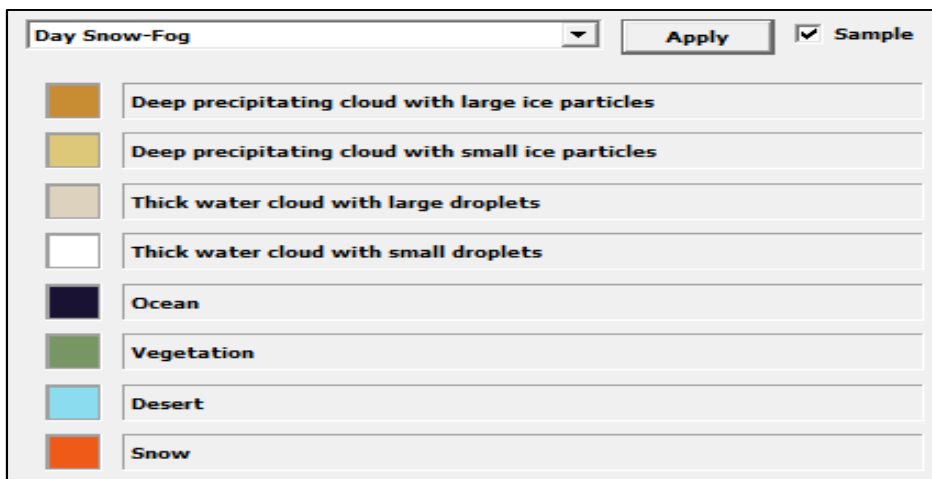 Day Snow-Fog Apply Sample
Deep precipitating cloud with large ice particles
Deep precipitating cloud with small ice particles
Thick water cloud with large droplets
Thick water cloud with small droplets
Ocean
Vegetation
Desert
Snow